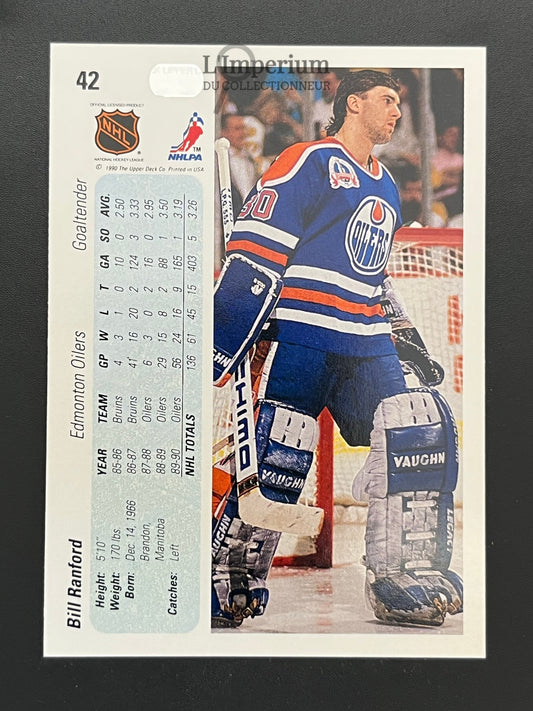 L'Imperium
DU COLLECTIONNEUR
42
OFFICIAL LICENSED PRODUCT
NHL
NATIONAL HOCKEY LEAGUE
NHLPA
TM
© 1990 The Upper Deck Co. Printed in USA
Bill Ranford Edmonton Oilers Goaltender
Height: 5'10"
Weight: 170 lbs.
Born: Dec. 14, 1966
Brandon,
Manitoba
Catches: Left
YEAR TEAM GP W L T GA SO AVG.
85-86 Bruins 4 3 1 0 10 0 2.50
86-87 Bruins 41 16 20 2 124 3 3.33
87-88 Oilers 6 3 0 2 16 0 2.95
88-89 Oilers 29 15 8 2 88 1 3.50
89-90 Oilers 56 24 16 9 165 1 3.19
NHL TOTALS 136 61 45 15 403 5 3.26
30
OILERS
VAUGHN
VAUGHN